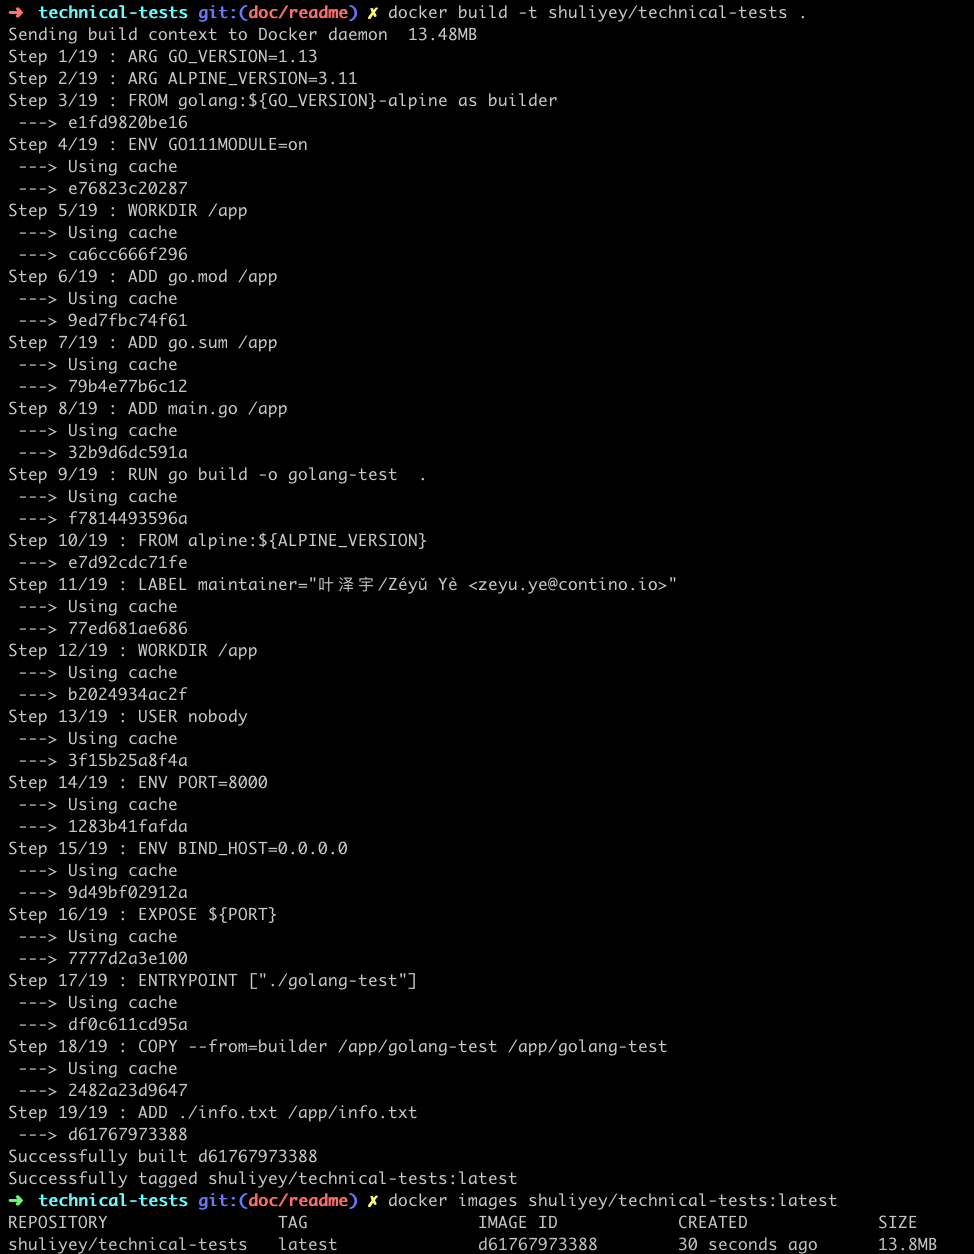 ➜  technical-tests git:(doc/readme) ✗ docker build -t shuliyey/technical-tests .
Sending build context to Docker daemon  13.48MB
Step 1/19 : ARG GO_VERSION=1.13
Step 2/19 : ARG ALPINE_VERSION=3.11
Step 3/19 : FROM golang:${GO_VERSION}-alpine as builder
 ---> e1fd9820be16
Step 4/19 : ENV GO111MODULE=on
 ---> Using cache
 ---> e76823c20287
Step 5/19 : WORKDIR /app
 ---> Using cache
 ---> ca6cc666f296
Step 6/19 : ADD go.mod /app
 ---> Using cache
 ---> 9ed7fbc74f61
Step 7/19 : ADD go.sum /app
 ---> Using cache
 ---> 79b4e77b6c12
Step 8/19 : ADD main.go /app
 ---> Using cache
 ---> 32b9d6dc591a
Step 9/19 : RUN go build -o golang-test  .
 ---> Using cache
 ---> f7814493596a
Step 10/19 : FROM alpine:${ALPINE_VERSION}
 ---> e7d92cdc71fe
Step 11/19 : LABEL maintainer="叶泽宇/Zéyǔ Yè <zeyu.ye@contino.io>"
 ---> Using cache
 ---> 77ed681ae686
Step 12/19 : WORKDIR /app
 ---> Using cache
 ---> b2024934ac2f
Step 13/19 : USER nobody
 ---> Using cache
 ---> 3f15b25a8f4a
Step 14/19 : ENV PORT=8000
 ---> Using cache
 ---> 1283b41fafda
Step 15/19 : ENV BIND_HOST=0.0.0.0
 ---> Using cache
 ---> 9d49bf02912a
Step 16/19 : EXPOSE ${PORT}
 ---> Using cache
 ---> 7777d2a3e100
Step 17/19 : ENTRYPOINT ["./golang-test"]
 ---> Using cache
 ---> df0c611cd95a
Step 18/19 : COPY --from=builder /app/golang-test /app/golang-test
 ---> Using cache
 ---> 2482a23d9647
Step 19/19 : ADD ./info.txt /app/info.txt
 ---> d61767973388
Successfully built d61767973388
Successfully tagged shuliyey/technical-tests:latest
➜  technical-tests git:(doc/readme) ✗ docker images shuliyey/technical-tests:latest
REPOSITORY                 TAG                 IMAGE ID            CREATED             SIZE
shuliyey/technical-tests   latest              d61767973388        30 seconds ago      13.8MB